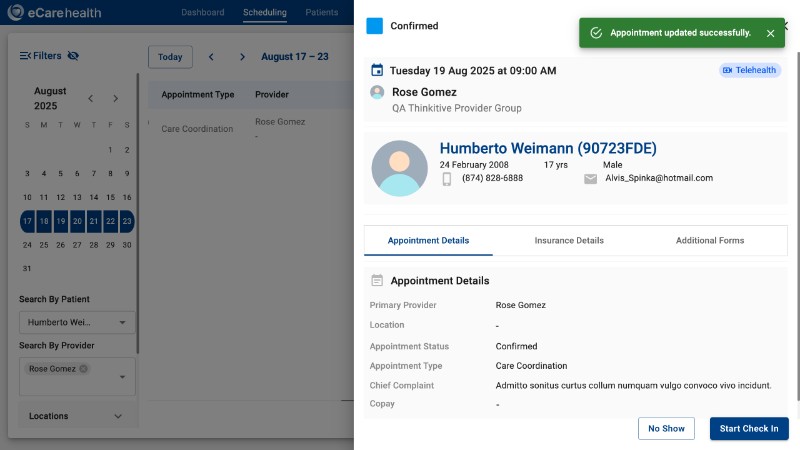 eCarehealth
Dashboard
Scheduling
Patients
Filters
Today
August 17 – 23
August
2025
S M T W T F S
1 2
3 4 5 6 7 8 9
10 11 12 13 14 15 16
17 18 19 20 21 22 23
24 25 26 27 28 29 30
31
Search By Patient
Humberto Wei...
Search By Provider
Rose Gomez
Locations
Appointment Type
Provider
Care Coordination
Rose Gomez
-
Confirmed
Appointment updated successfully.
Tuesday 19 Aug 2025 at 09:00 AM
Telehealth
Rose Gomez
QA Thinkitive Provider Group
Humberto Weimann (90723FDE)
24 February 2008
17 yrs
Male
(874) 828-6888
Alvis_Spinka@hotmail.com
Appointment Details
Insurance Details
Additional Forms
Appointment Details
Primary Provider Rose Gomez
Location -
Appointment Status Confirmed
Appointment Type Care Coordination
Chief Complaint Admitto sonitus curtus collum numquam vulgo convoco vivo incidunt.
Copay -
No Show
Start Check In